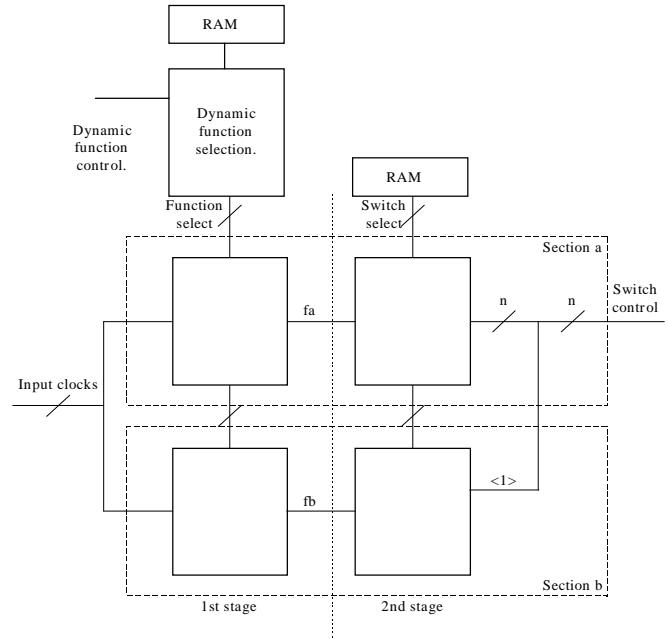 RAM
Dynamic
function
selection.
Dynamic
function
control.
RAM
Function
select
Switch
select
Section a
n
n
Switch
control
fa
Input clocks
<1>
fb
Section b
1st stage
2nd stage